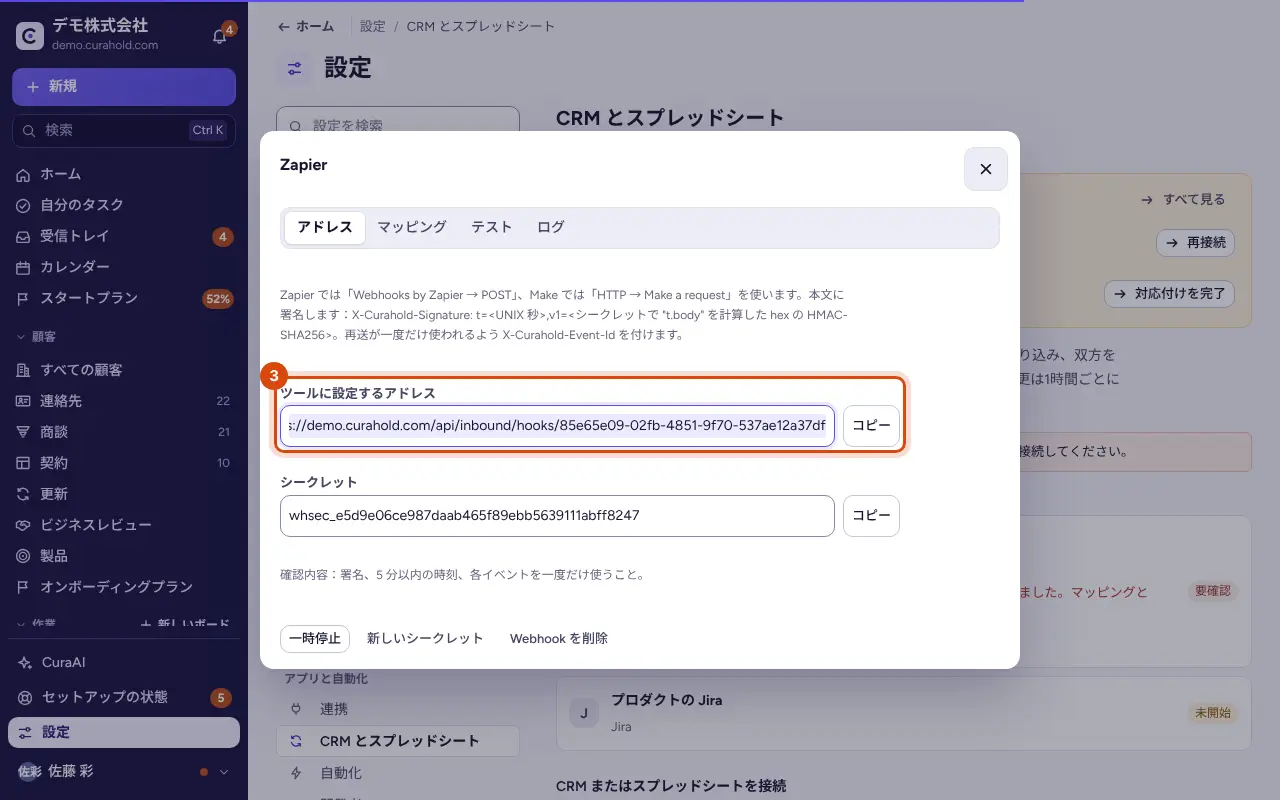 デモ株式会社
demo.curahold.com
4
新規
検索
Ctrl K
ホーム
自分のタスク
受信トレイ
4
カレンダー
スタートプラン
52%
顧客
すべての顧客
連絡先
22
商談
21
契約
10
更新
ビジネスレビュー
製品
オンボーディングプラン
作業
新しいボード
CuraAI
セットアップの状態
5
設定
佐彩
佐藤 彩
← ホーム
設定 / CRM とスプレッドシート
設定
設定を検索
CRM とスプレッドシート
→ すべて見る
→ 再接続
→ 対応付けを完了
り込み、双方を
更は1時間ごとに
接続してください。
ました。マッピングと
要確認
Zapier
アドレス
マッピング
テスト
ログ
Zapier では「Webhooks by Zapier → POST」、Make では「HTTP → Make a request」を使います。本文に
署名します：X-Curahold-Signature: t=<UNIX 秒>,v1=<シークレットで "t.body" を計算した hex の HMAC-
SHA256>。再送が一度だけ使われるよう X-Curahold-Event-Id を付けます。
3
ツールに設定するアドレス
s://demo.curahold.com/api/inbound/hooks/85e65e09-02fb-4851-9f70-537ae12a37df
コピー
シークレット
whsec_e5d9e06ce987daab465f89ebb5639111abff8247
コピー
確認内容：署名、5 分以内の時刻、各イベントを一度だけ使うこと。
一時停止
新しいシークレット
Webhook を削除
アプリと自動化
連携
CRM とスプレッドシート
自動化
J
プロダクトの Jira
Jira
未開始
CRM またはスプレッドシートを接続